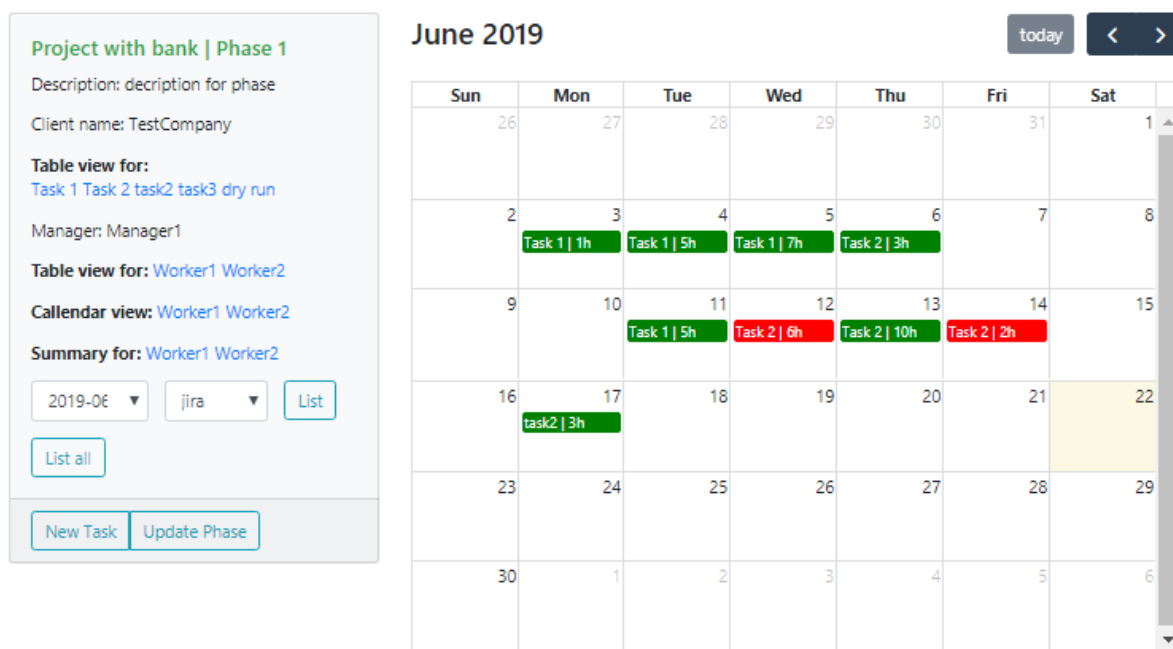 Project with bank | Phase 1
Description: decription for phase
Client name: TestCompany
Table view for:
Task 1 Task 2 task2 task3 dry run
Manager: Manager1
Table view for: Worker1 Worker2
Callendar view: Worker1 Worker2
Summary for: Worker1 Worker2
2019-06 jira List
List all
New Task Update Phase
June 2019 today
Sun Mon Tue Wed Thu Fri Sat
26 27 28 29 30 31 1
2 3 4 5 6 7 8
Task 1 | 1h Task 1 | 5h Task 1 | 7h Task 2 | 3h
9 10 11 12 13 14 15
Task 1 | 5h Task 2 | 6h Task 2 | 10h Task 2 | 2h
16 17 18 19 20 21 22
task2 | 3h
23 24 25 26 27 28 29
30 1 2 3 4 5 6